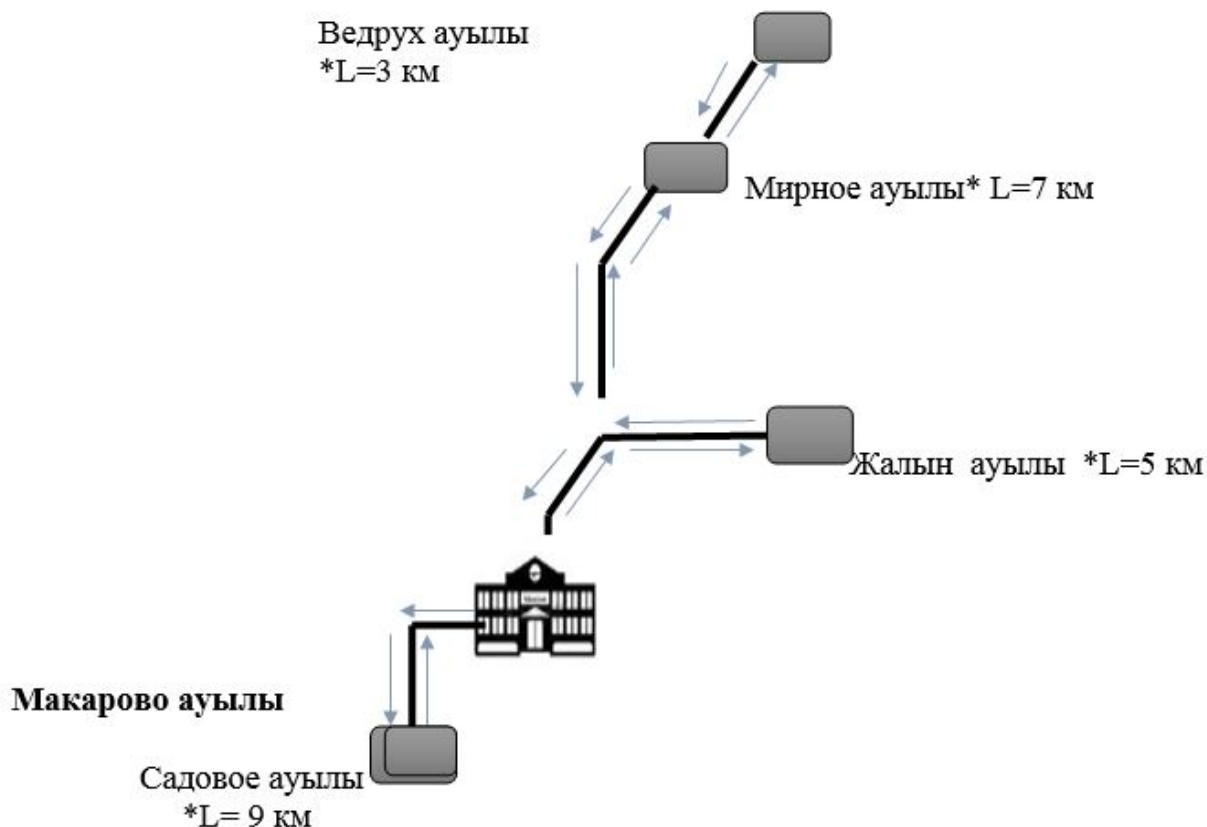 Ведрух ауылы
*L=3 км
Мирное ауылы* L=7 км
Жалын ауылы *L=5 км
Макарово ауылы
Садовое ауылы
*L= 9 км